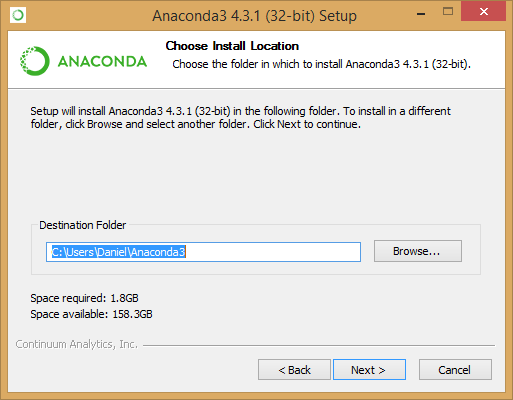 Anaconda3 4.3.1 (32-bit) Setup
ANACONDA
Choose Install Location
Choose the folder in which to install Anaconda3 4.3.1 (32-bit).
Setup will install Anaconda3 4.3.1 (32-bit) in the following folder. To install in a different
folder, click Browse and select another folder. Click Next to continue.
Destination Folder
C:\Users\Daniel\Anaconda3
Browse...
Space required: 1.8GB
Space available: 158.3GB
Continuum Analytics, Inc.
< Back
Next >
Cancel